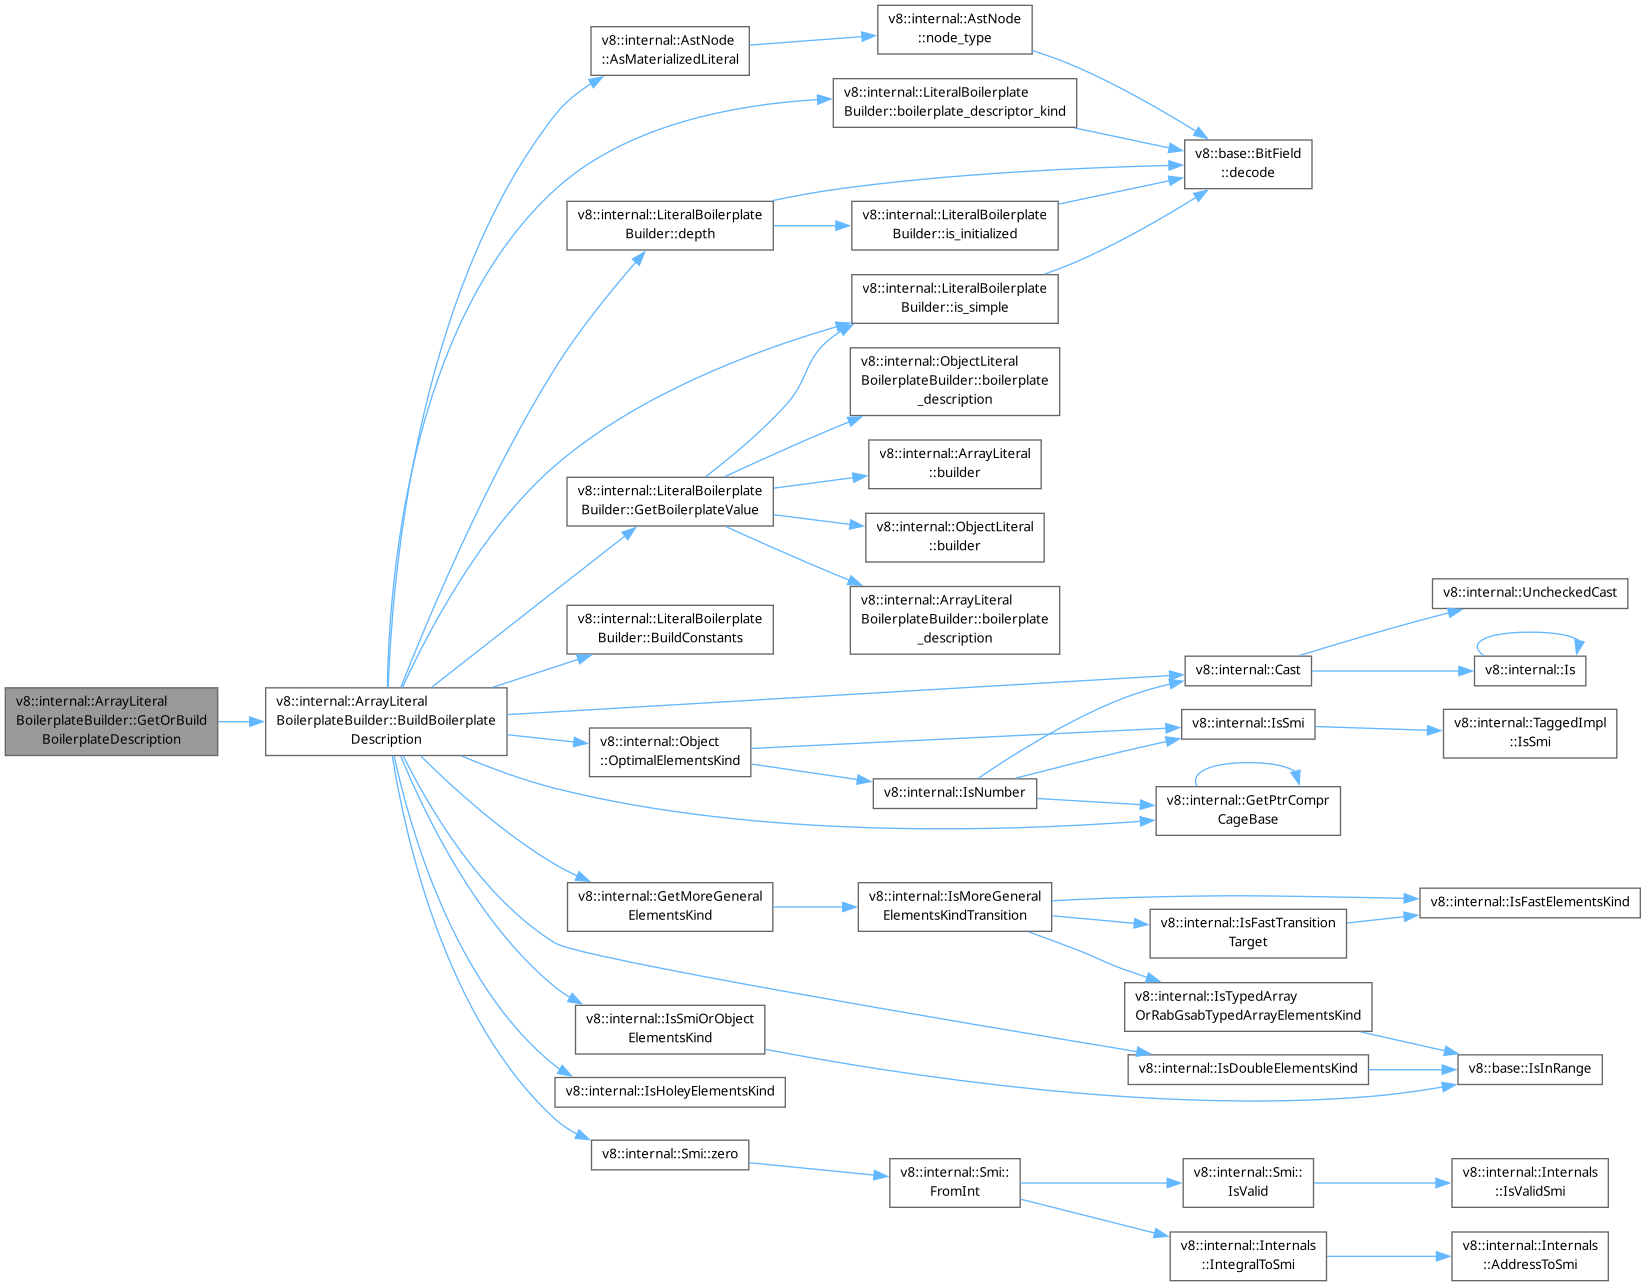 v8::internal::ArrayLiteral
BoilerplateBuilder::GetOrBuild
BoilerplateDescription
v8::internal::ArrayLiteral
BoilerplateBuilder::BuildBoilerplate
Description
v8::internal::AstNode
::AsMaterializedLiteral
v8::internal::AstNode
::node_type
v8::internal::LiteralBoilerplate
Builder::boilerplate_descriptor_kind
v8::base::BitField
::decode
v8::internal::LiteralBoilerplate
Builder::depth
v8::internal::LiteralBoilerplate
Builder::is_initialized
v8::internal::LiteralBoilerplate
Builder::is_simple
v8::internal::ObjectLiteral
BoilerplateBuilder::boilerplate
_description
v8::internal::LiteralBoilerplate
Builder::GetBoilerplateValue
v8::internal::ArrayLiteral
::builder
v8::internal::ObjectLiteral
::builder
v8::internal::ArrayLiteral
BoilerplateBuilder::boilerplate
_description
v8::internal::LiteralBoilerplate
Builder::BuildConstants
v8::internal::Cast
v8::internal::UncheckedCast
v8::internal::Is
v8::internal::Object
::OptimalElementsKind
v8::internal::IsSmi
v8::internal::TaggedImpl
::IsSmi
v8::internal::IsNumber
v8::internal::GetPtrCompr
CageBase
v8::internal::GetMoreGeneral
ElementsKind
v8::internal::IsMoreGeneral
ElementsKindTransition
v8::internal::IsFastElementsKind
v8::internal::IsFastTransition
Target
v8::internal::IsTypedArray
OrRabGsabTypedArrayElementsKind
v8::internal::IsSmiOrObject
ElementsKind
v8::internal::IsDoubleElementsKind
v8::base::IsInRange
v8::internal::IsHoleyElementsKind
v8::internal::Smi::zero
v8::internal::Smi::
FromInt
v8::internal::Smi::
IsValid
v8::internal::Internals
::IsValidSmi
v8::internal::Internals
::IntegralToSmi
v8::internal::Internals
::AddressToSmi